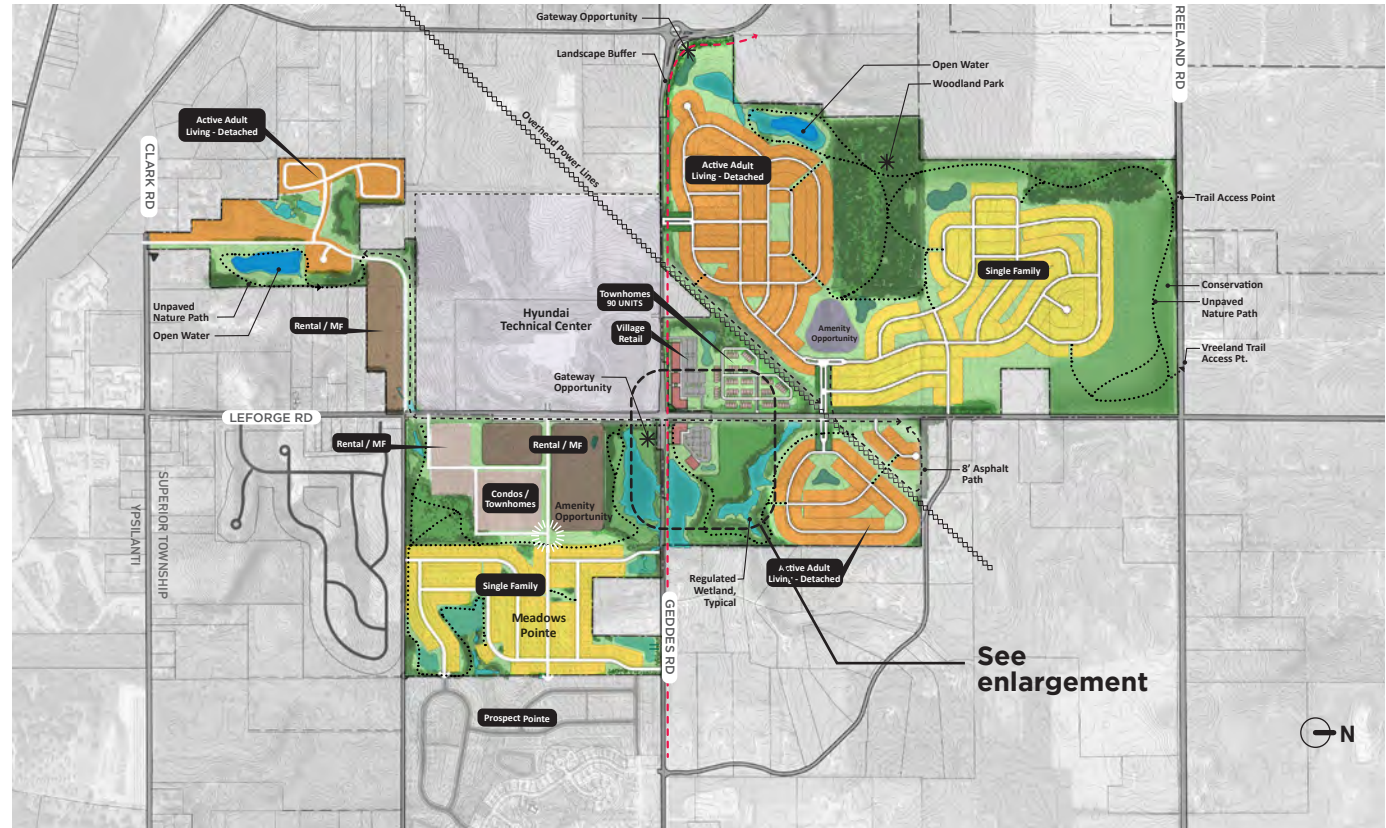 Gateway Opportunity
Landscape Buffer
Overhead Power Lines
Open Water
Woodland Park
REELAND RD
Active Adult
Living - Detached
CLARK RD
Active Adult
Living - Detached
Trail Access Point
Single Family
Conservation
Unpaved
Nature Path
Vreeland Trail
Access Pt.
Unpaved
Nature Path
Open Water
Rental / MF
Hyundai
Technical Center
Townhomes
90 UNITS
Village
Retail
Amenity
Opportunity
Gateway
Opportunity
LEFORGE RD
Rental / MF
Rental / MF
Condos /
Townhomes
Amenity
Opportunity
8' Asphalt
Path
SUPERIOR TOWNSHIP
YPSILANTI
Active Adult
Living - Detached
Regulated
Wetland,
Typical
Single Family
Meadows
Pointe
GEDDES RD
See
enlargement
Prospect Pointe
N